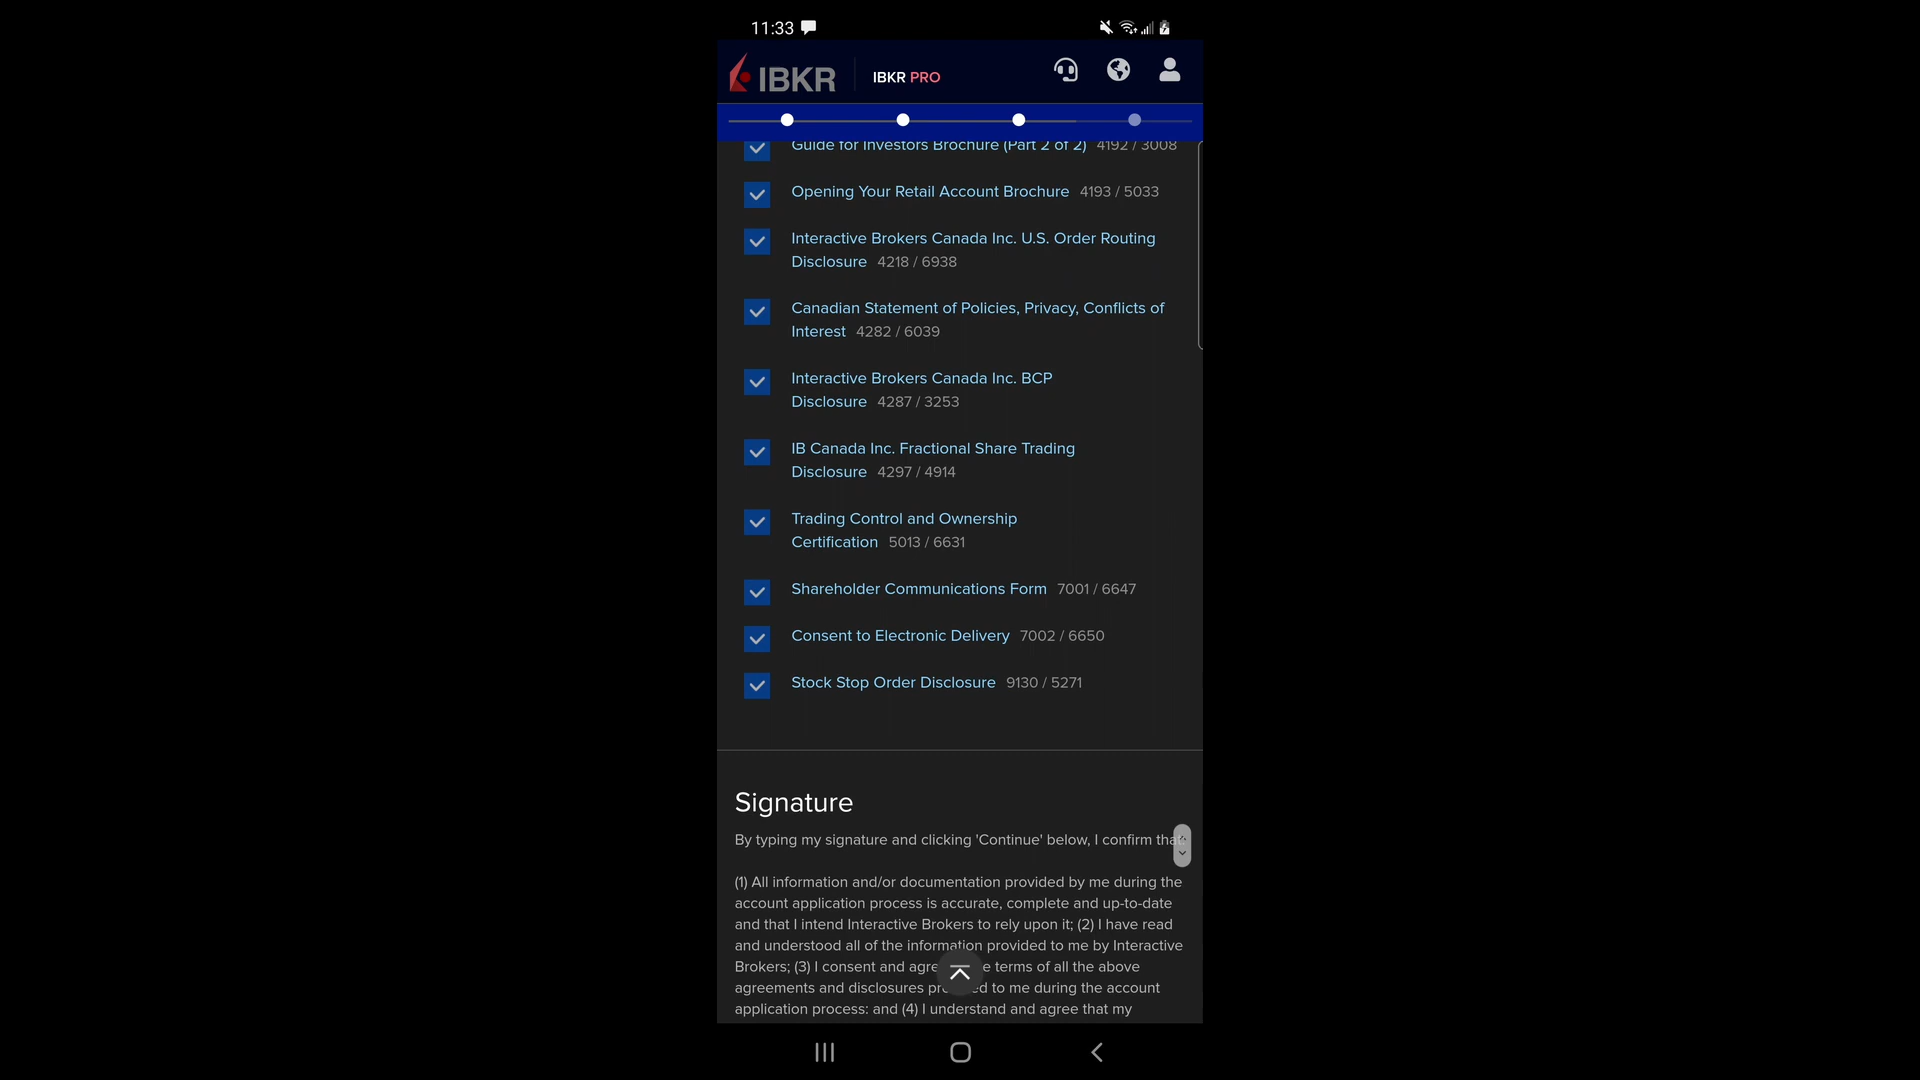 11:33
IBKR
IBKR PRO
Guide for Investors Brochure (Part 2 of 2) 4192 / 3008
Opening Your Retail Account Brochure 4193 / 5033
Interactive Brokers Canada Inc. U.S. Order Routing
Disclosure 4218 / 6938
Canadian Statement of Policies, Privacy, Conflicts of
Interest 4282 / 6039
Interactive Brokers Canada Inc. BCP
Disclosure 4287 / 3253
IB Canada Inc. Fractional Share Trading
Disclosure 4297 / 4914
Trading Control and Ownership
Certification 5013 / 6631
Shareholder Communications Form 7001 / 6647
Consent to Electronic Delivery 7002 / 6650
Stock Stop Order Disclosure 9130 / 5271
Signature
By typing my signature and clicking 'Continue' below, I confirm that:
(1) All information and/or documentation provided by me during the
account application process is accurate, complete and up-to-date
and that I intend Interactive Brokers to rely upon it; (2) I have read
and understood all of the information provided to me by Interactive
Brokers; (3) I consent and agre e terms of all the above
agreements and disclosures pr ed to me during the account
application process: and (4) I understand and agree that my